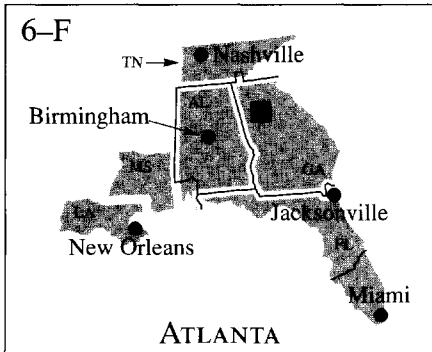 6–F
TN
Nashville
AL
Birmingham
MS
GA
LA
Jacksonville
New Orleans
FL
Miami
ATLANTA